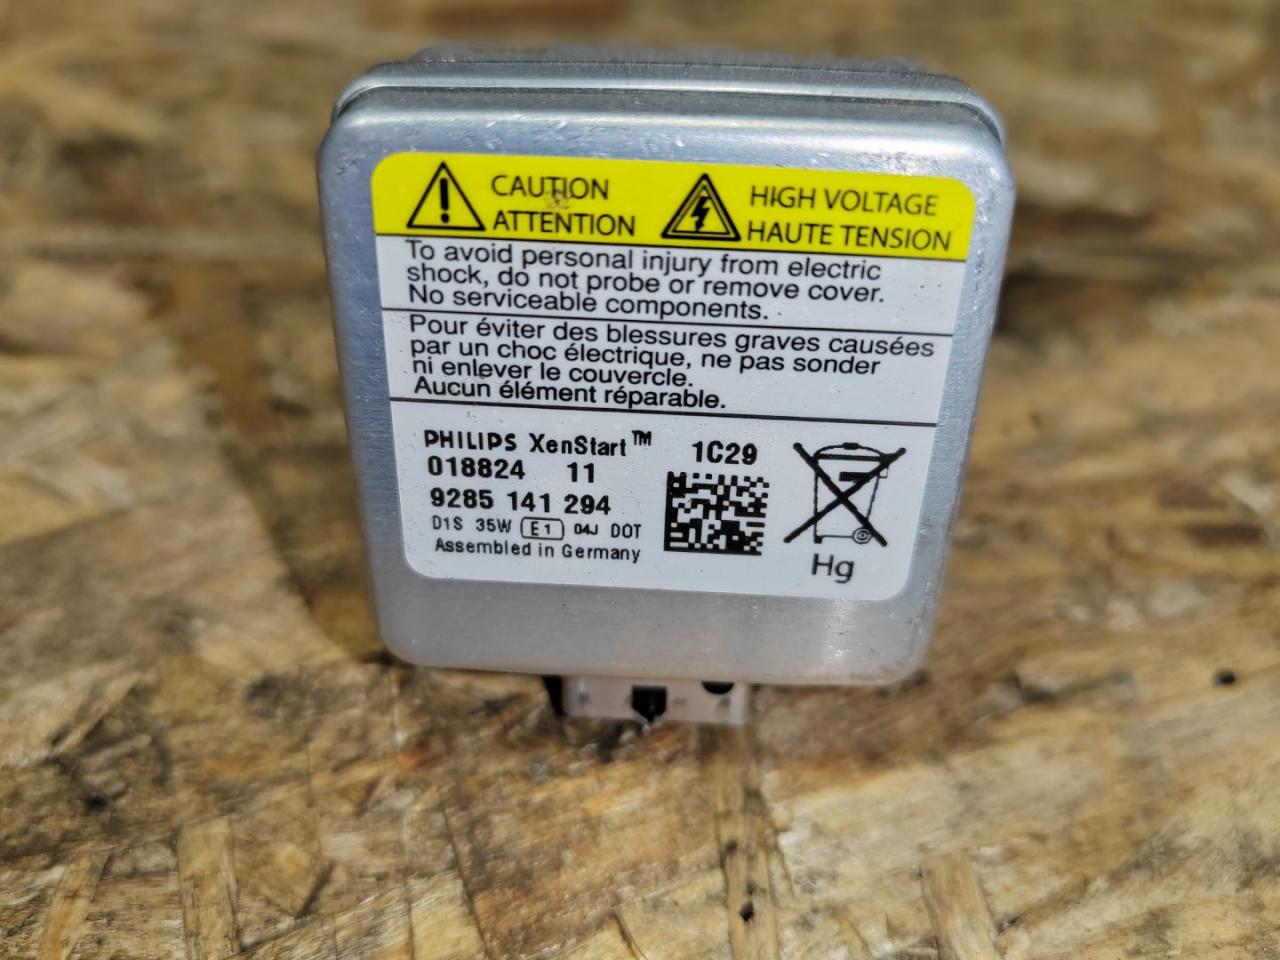 CAUTION
ATTENTION
HIGH VOLTAGE
HAUTE TENSION
To avoid personal injury from electric
shock, do not probe or remove cover.
No serviceable components.
Pour éviter des blessures graves causées
par un choc électrique, ne pas sonder
ni enlever le couvercle.
Aucun élément réparable.
PHILIPS XenStart™ 1C29
018824 11
9285 141 294
D1S 35W E1 04J DOT
Assembled in Germany
Hg